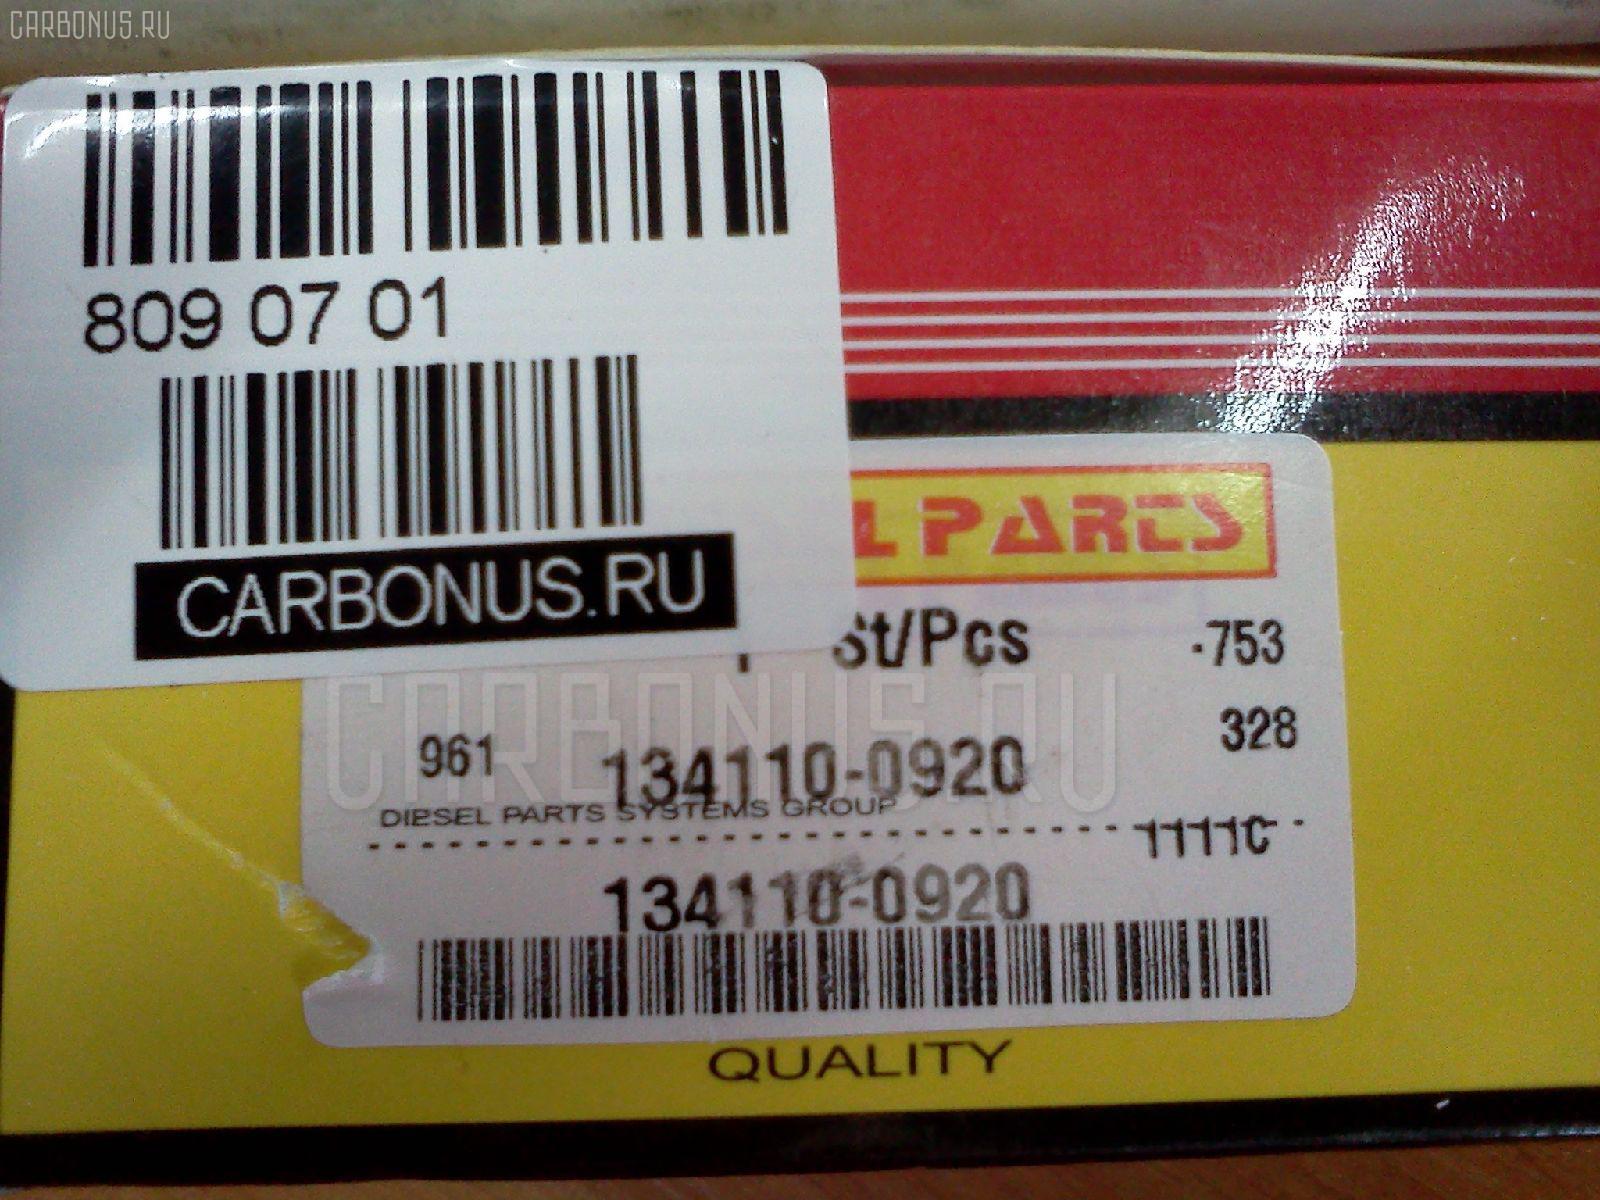 CARBONUS.RU
809 07 01
CARBONUS.RU
L PARTS
St/Pcs -753
961 134110-0920 328
DIESEL PARTS SYSTEMS GROUP
1111C
134110-0920
QUALITY
CARBONUS.RU